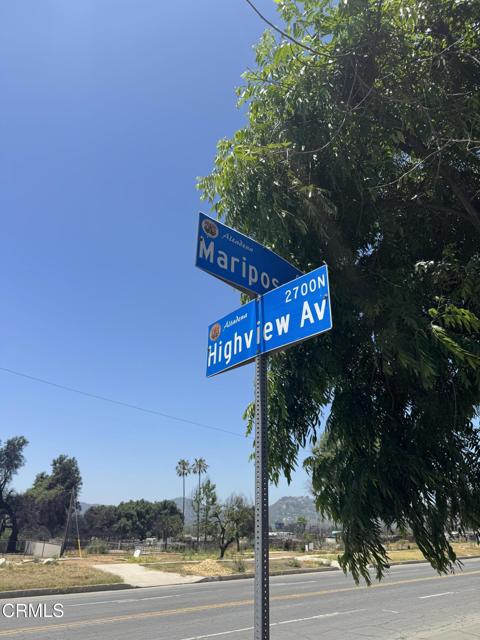 Altadena
Maripos
2700N
Altadena
Highview Av
CRMLS